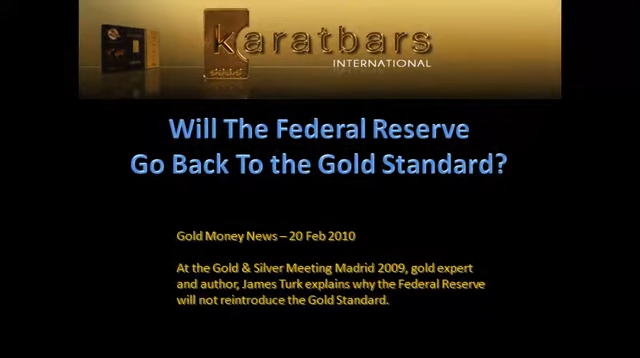 karatbars
INTERNATIONAL
Will The Federal Reserve
Go Back To the Gold Standard?
Gold Money News – 20 Feb 2010
At the Gold & Silver Meeting Madrid 2009, gold expert
and author, James Turk explains why the Federal Reserve
will not reintroduce the Gold Standard.